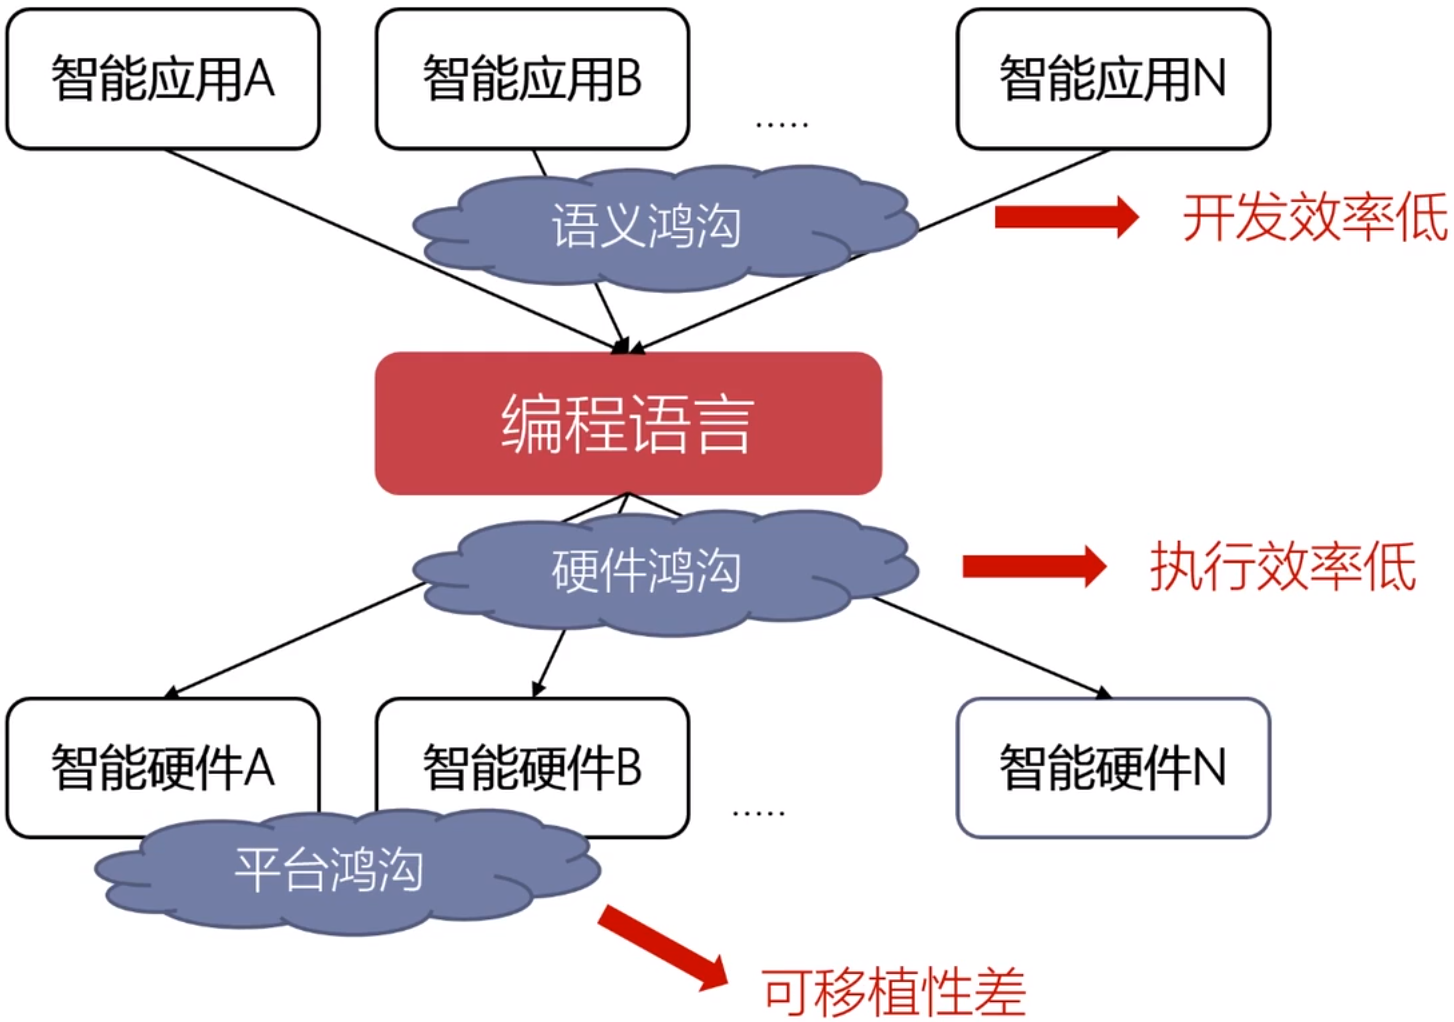 智能应用A
智能应用B
.....
智能应用N
语义鸿沟
开发效率低
编程语言
硬件鸿沟
执行效率低
智能硬件A
智能硬件B
.....
智能硬件N
平台鸿沟
可移植性差